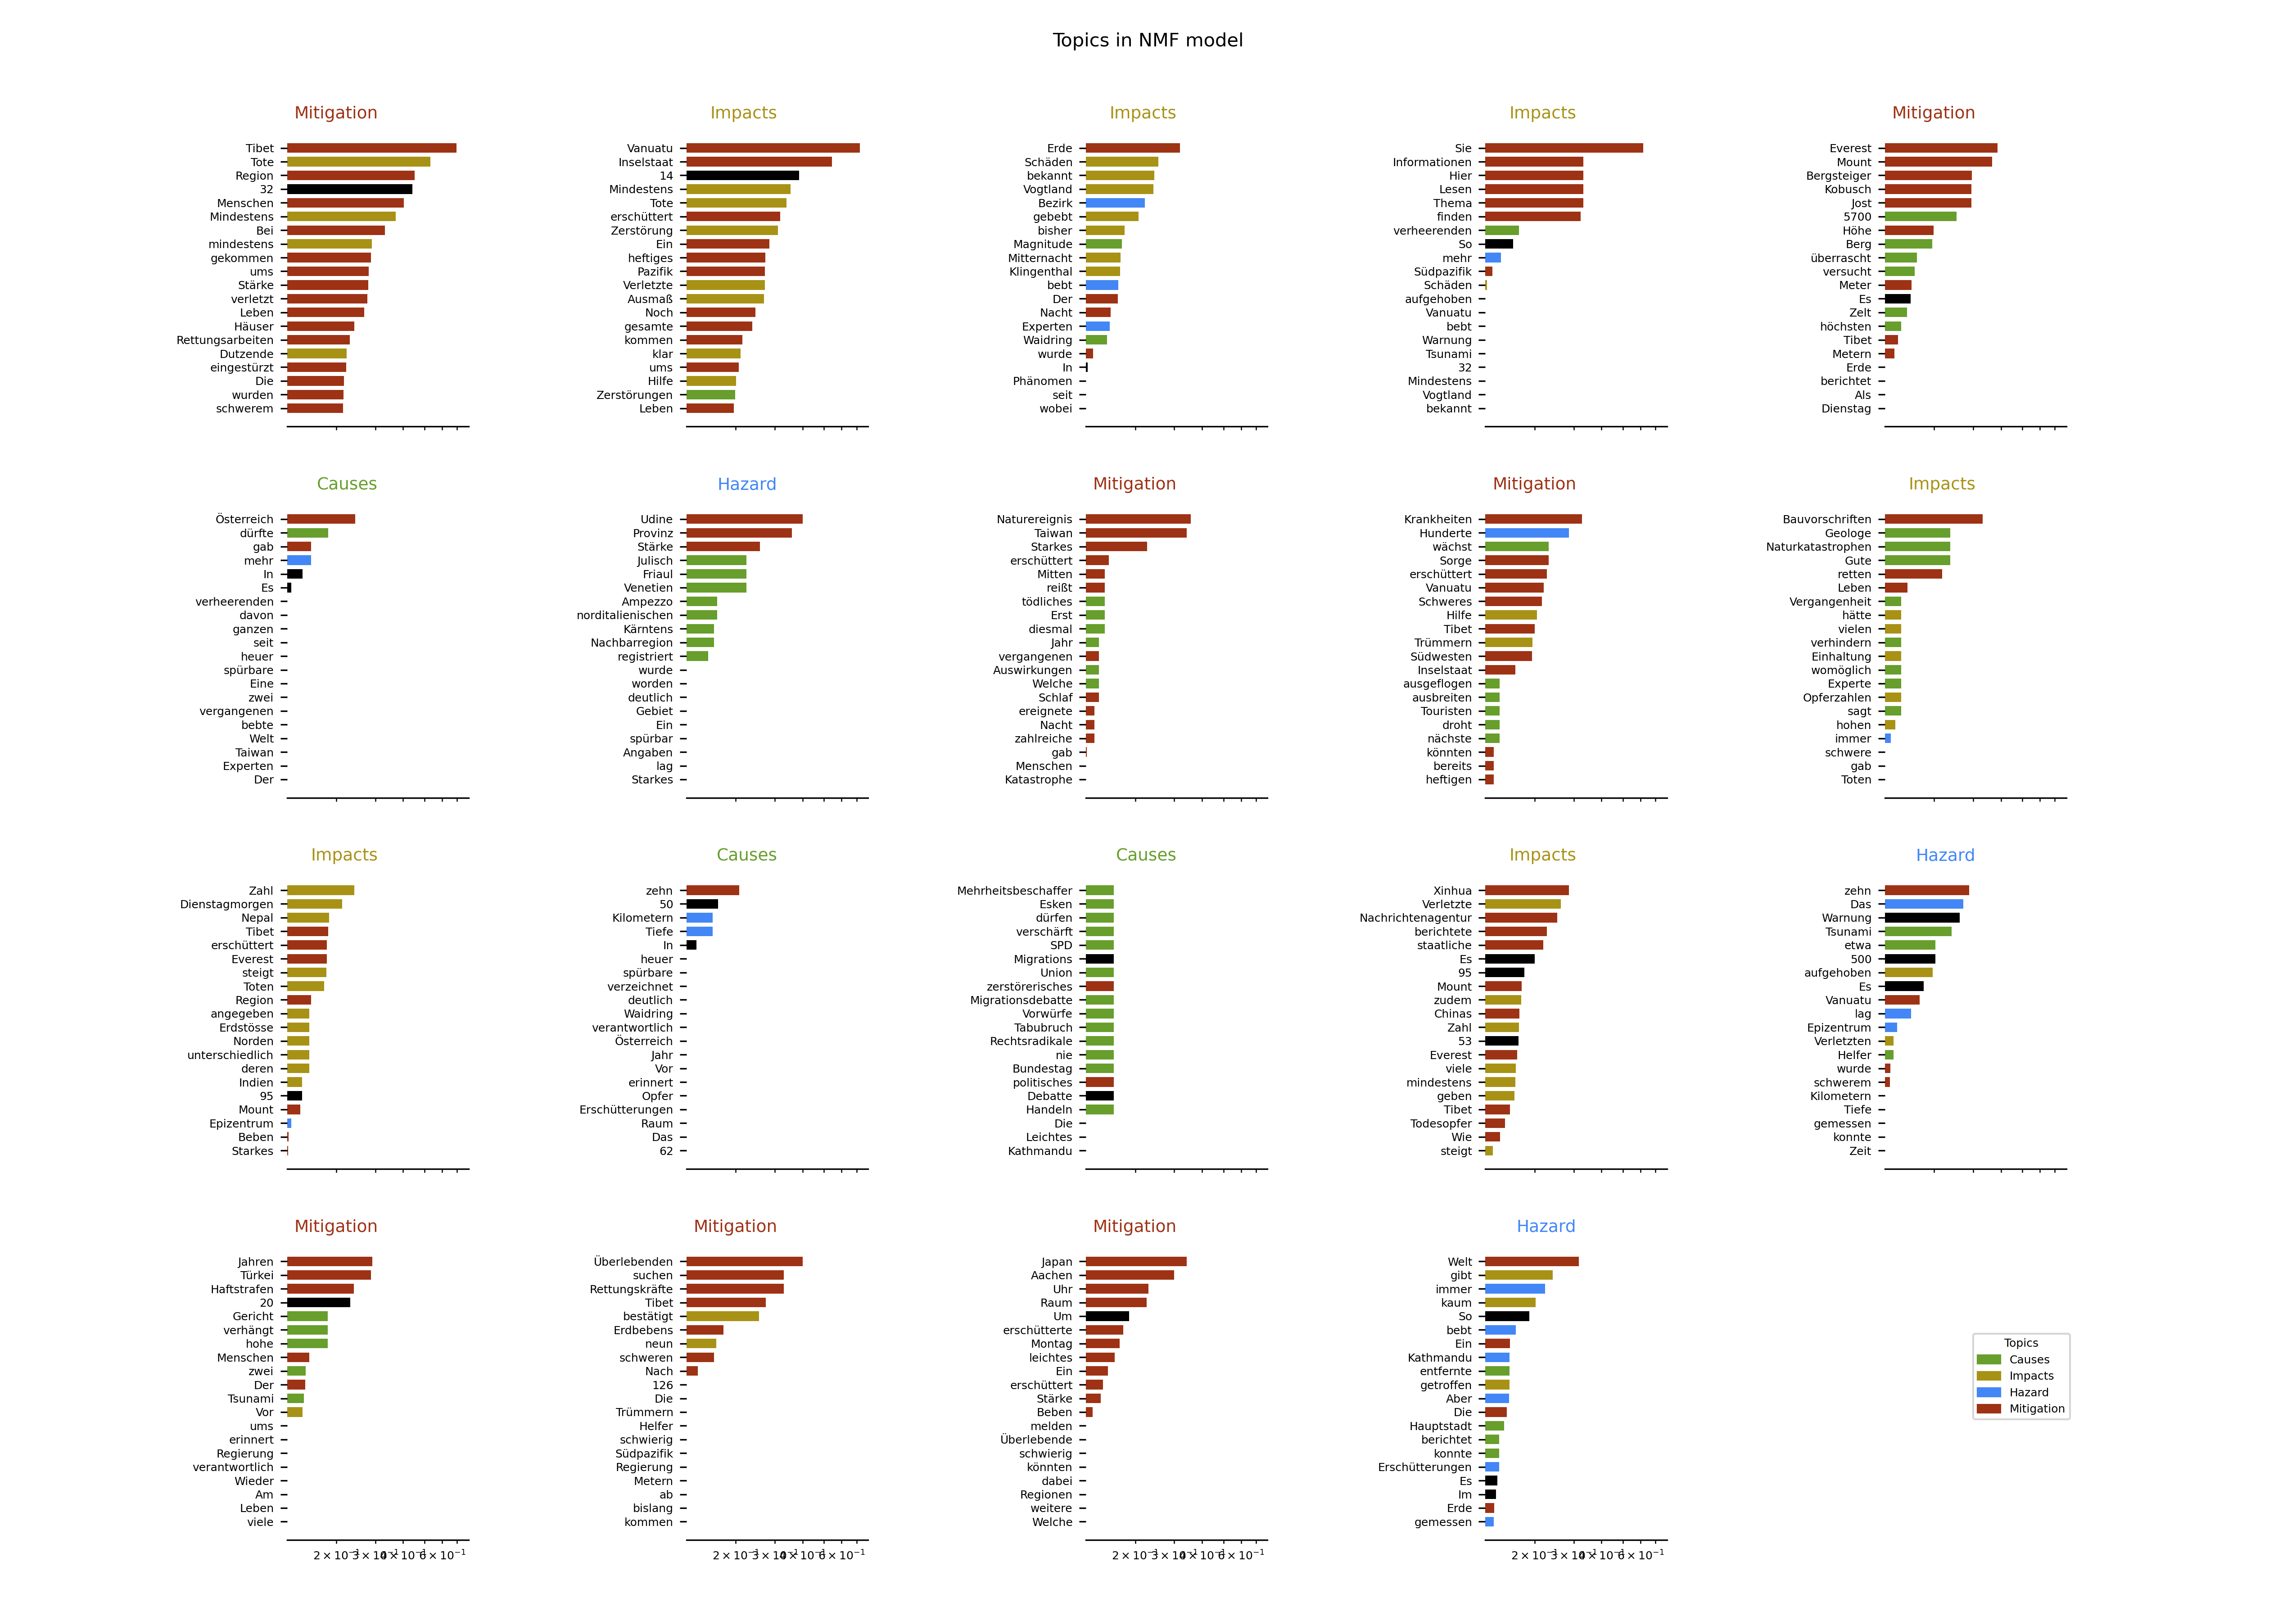 Topics in NMF model
Mitigation
Tibet
Tote
Region
32
Menschen
Mindestens
Bei
mindestens
gekommen
ums
Stärke
verletzt
Leben
Häuser
Rettungsarbeiten
Dutzende
eingestürzt
Die
wurden
schwerem
Impacts
Vanuatu
Inselstaat
14
Mindestens
Tote
erschüttert
Zerstörung
Ein
heftiges
Pazifik
Verletzte
Ausmaß
Noch
gesamte
kommen
klar
ums
Hilfe
Zerstörungen
Leben
Impacts
Erde
Schäden
bekannt
Vogtland
Bezirk
gebebt
bisher
Magnitude
Mitternacht
Klingenthal
bebt
Der
Nacht
Experten
Waidring
wurde
In
Phänomen
seit
wobei
Impacts
Sie
Informationen
Hier
Lesen
Thema
finden
verheerenden
So
mehr
Südpazifik
Schäden
aufgehoben
Vanuatu
bebt
Warnung
Tsunami
32
Mindestens
Vogtland
bekannt
Mitigation
Everest
Mount
Bergsteiger
Kobusch
Jost
5700
Höhe
Berg
überrascht
versucht
Meter
Es
Zelt
höchsten
Tibet
Metern
Erde
berichtet
Als
Dienstag
Causes
Österreich
dürfte
gab
mehr
In
Es
verheerenden
davon
ganzen
seit
heuer
spürbare
Eine
zwei
vergangenen
bebte
Welt
Taiwan
Experten
Der
Hazard
Udine
Provinz
Stärke
Julisch
Friaul
Venetien
Ampezzo
norditalienischen
Kärntens
Nachbarregion
registriert
wurde
worden
deutlich
Gebiet
Ein
spürbar
Angaben
lag
Starkes
Mitigation
Naturereignis
Taiwan
Starkes
erschüttert
Mitten
reißt
tödliches
Erst
diesmal
Jahr
vergangenen
Auswirkungen
Welche
Schlaf
ereignete
Nacht
zahlreiche
gab
Menschen
Katastrophe
Mitigation
Krankheiten
Hunderte
wächst
Sorge
erschüttert
Vanuatu
Schweres
Hilfe
Tibet
Trümmern
Südwesten
Inselstaat
ausgeflogen
ausbreiten
Touristen
droht
nächste
könnten
bereits
heftigen
Impacts
Bauvorschriften
Geologe
Naturkatastrophen
Gute
retten
Leben
Vergangenheit
hätte
vielen
verhindern
Einhaltung
womöglich
Experte
Opferzahlen
sagt
hohen
immer
schwere
gab
Toten
Impacts
Zahl
Dienstagmorgen
Nepal
Tibet
erschüttert
Everest
steigt
Toten
Region
angegeben
Erdstösse
Norden
unterschiedlich
deren
Indien
95
Mount
Epizentrum
Beben
Starkes
Causes
zehn
50
Kilometern
Tiefe
In
heuer
spürbare
verzeichnet
deutlich
Waidring
verantwortlich
Österreich
Jahr
Vor
erinnert
Opfer
Erschütterungen
Raum
Das
62
Causes
Mehrheitsbeschaffer
Esken
dürfen
verschärft
SPD
Migrations
Union
zerstörerisches
Migrationsdebatte
Vorwürfe
Tabubruch
Rechtsradikale
nie
Bundestag
politisches
Debatte
Handeln
Die
Leichtes
Kathmandu
Impacts
Xinhua
Verletzte
Nachrichtenagentur
berichtete
staatliche
Es
95
Mount
zudem
Chinas
Zahl
53
Everest
viele
mindestens
geben
Tibet
Todesopfer
Wie
steigt
Hazard
zehn
Das
Warnung
Tsunami
etwa
500
aufgehoben
Es
Vanuatu
lag
Epizentrum
Verletzten
Helfer
wurde
schwerem
Kilometern
Tiefe
gemessen
konnte
Zeit
Mitigation
Jahren
Türkei
Haftstrafen
20
Gericht
verhängt
hohe
Menschen
zwei
Der
Tsunami
Vor
ums
erinnert
Regierung
verantwortlich
Wieder
Am
Leben
viele
Mitigation
Überlebenden
suchen
Rettungskräfte
Tibet
bestätigt
Erdbebens
neun
schweren
Nach
126
Die
Trümmern
Helfer
schwierig
Südpazifik
Regierung
Metern
ab
bislang
kommen
Mitigation
Japan
Aachen
Uhr
Raum
Um
erschütterte
Montag
leichtes
Ein
erschüttert
Stärke
Beben
melden
Überlebende
schwierig
könnten
dabei
Regionen
weitere
Welche
Hazard
Welt
gibt
immer
kaum
So
bebt
Ein
Kathmandu
entfernte
getroffen
Aber
Die
Hauptstadt
berichtet
konnte
Erschütterungen
Es
Im
Erde
gemessen
Topics
Causes
Impacts
Hazard
Mitigation